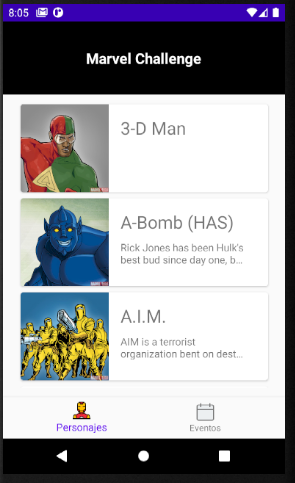 8:05
Marvel Challenge
3-D Man
A-Bomb (HAS)
Rick Jones has been Hulk's
best bud since day one, b...
A.I.M.
AIM is a terrorist
organization bent on dest...
Personajes
Eventos